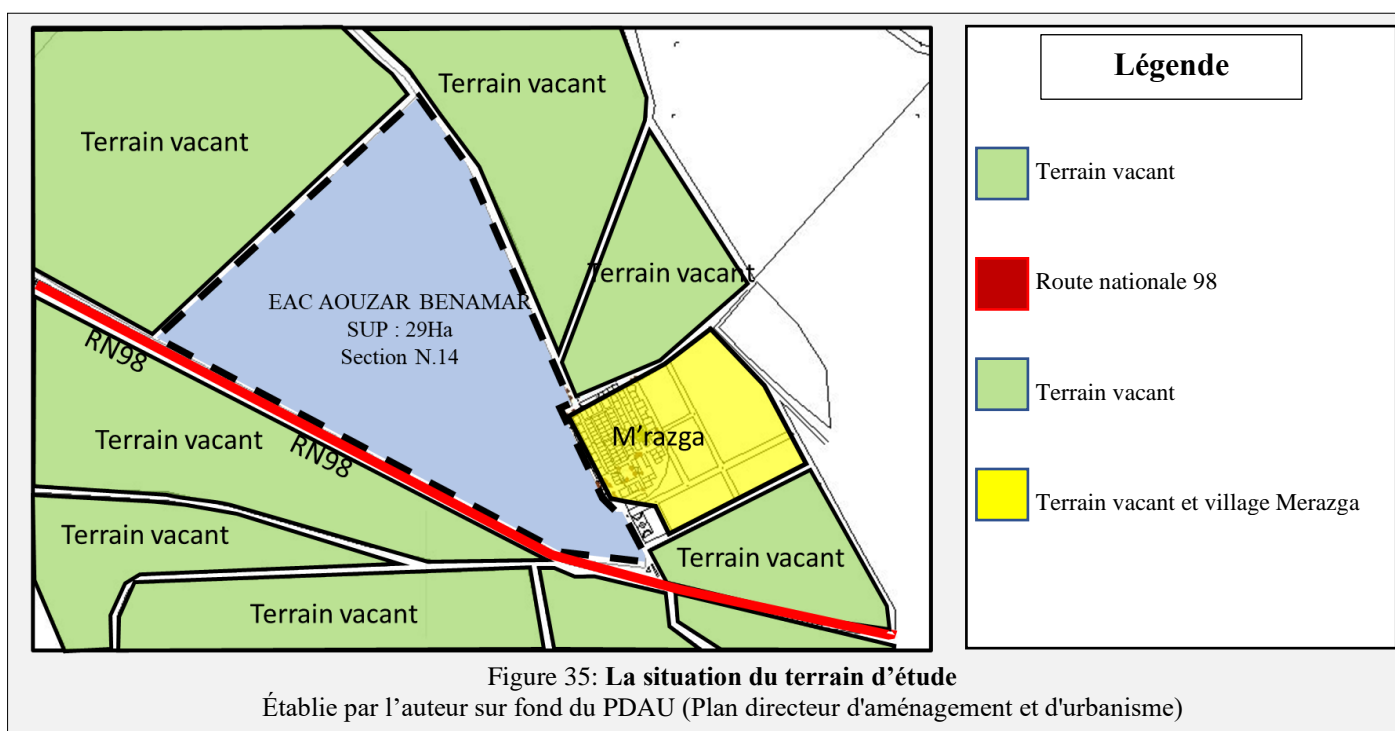 Terrain vacant
Terrain vacant
Terrain vacant
EAC AOUZAR BENAMAR
SUP : 29Ha
Section N.14
RN98
RN98
Terrain vacant
M'razga
Terrain vacant
Terrain vacant
Terrain vacant
Légende
Terrain vacant
Route nationale 98
Terrain vacant
Terrain vacant et village Merazga
Figure 35: La situation du terrain d'étude
Établie par l'auteur sur fond du PDAU (Plan directeur d'aménagement et d'urbanisme)